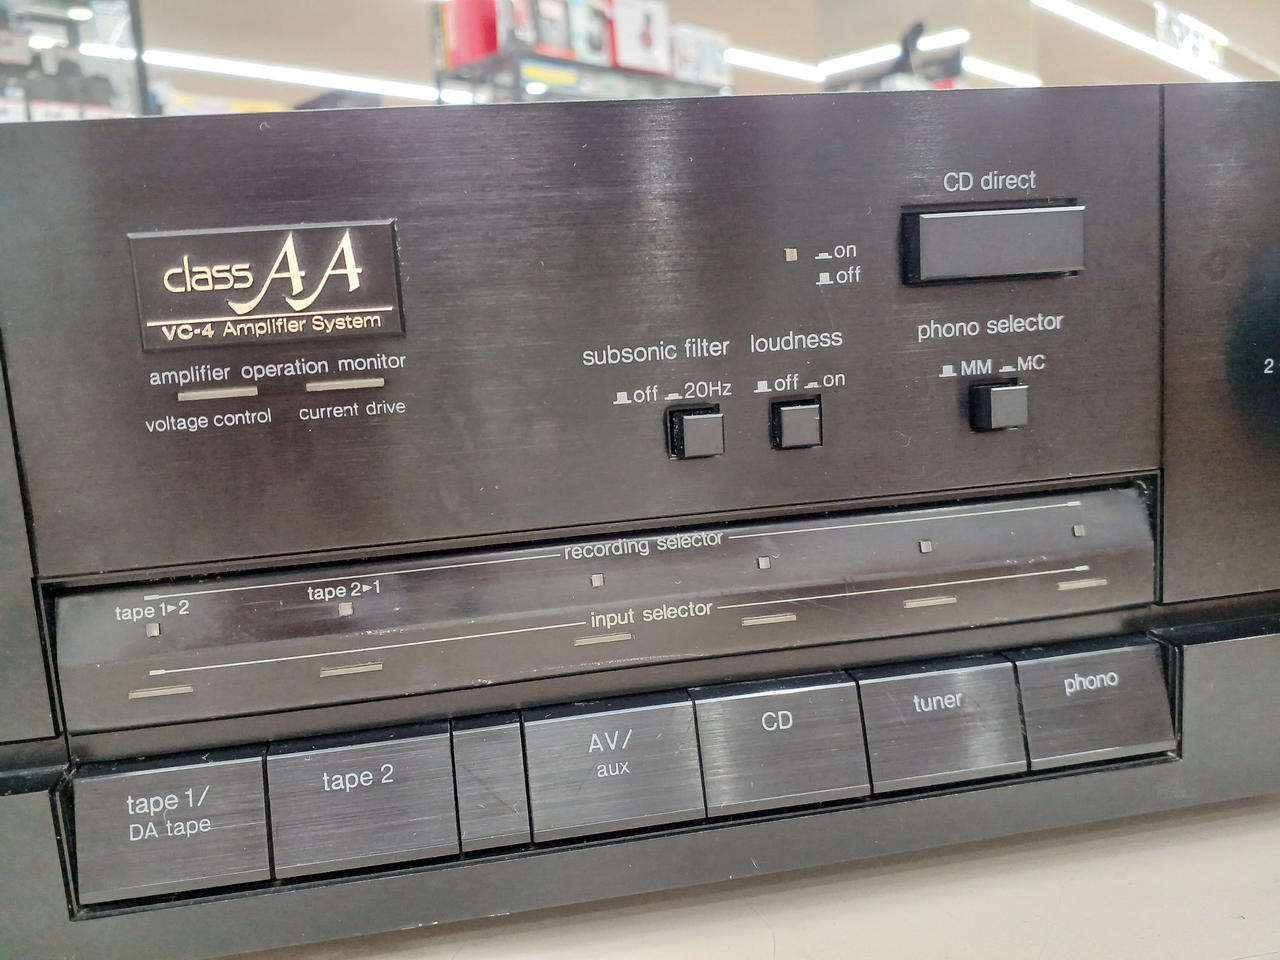 CD direct
class AA
VC-4 Amplifier System
on
off
amplifier operation monitor
voltage control current drive
subsonic filter loudness
off 20Hz off on
phono selector
MM MC
2
recording selector
tape 1▸2 tape 2▸1
input selector
tape 1/
DA tape
tape 2
AV/
aux
CD
tuner
phono